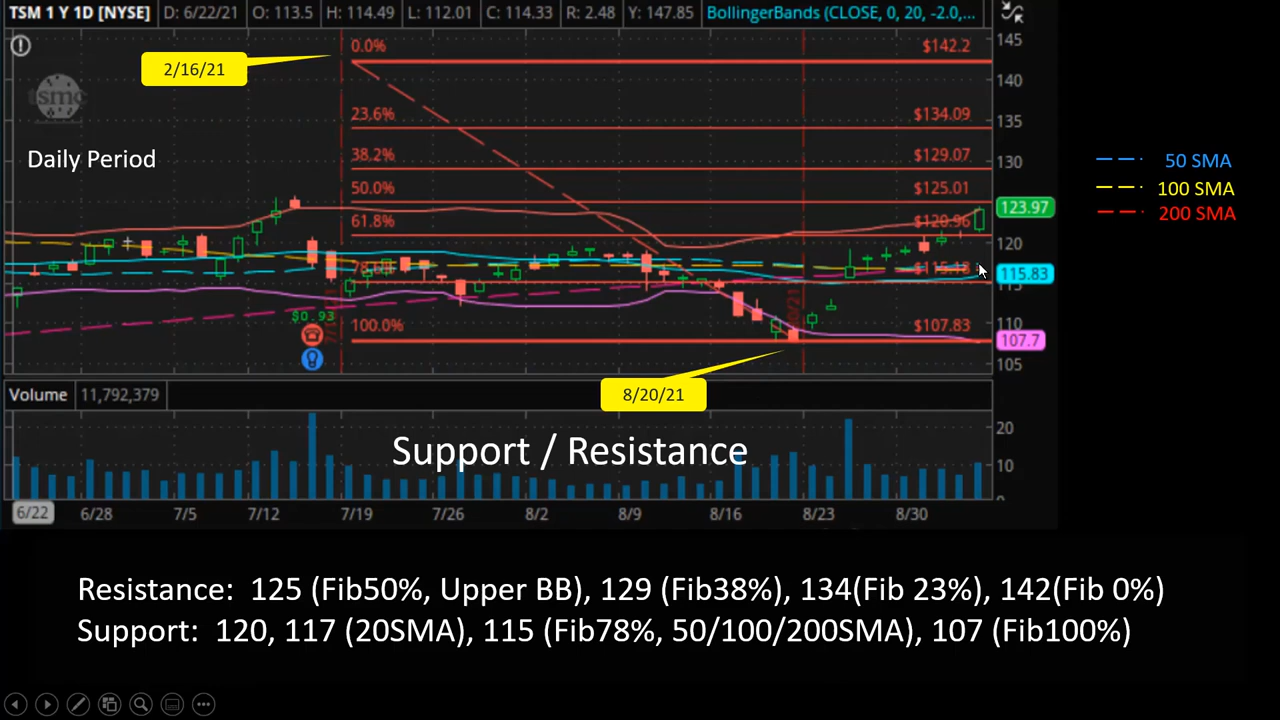 TSM 1 Y 1D [NYSE] D: 6/22/21 O: 113.5 H: 114.49 L: 112.01 C: 114.33 R: 2.48 Y: 147.85 BollingerBands (CLOSE, 0, 20, -2.0,...
2/16/21
0.0% $142.2
145
140
tsmc
23.6% $134.09
135
Daily Period
38.2% $129.07
130
50.0% $125.01
123.97
61.8% $120.96
120
$115.18
115
115.83
$0.93
100.0% $107.83
110
107.7
105
8/20/21
50 SMA
100 SMA
200 SMA
Volume 11,792,379
Support / Resistance
20
10
0
6/22 6/28 7/5 7/12 7/19 7/26 8/2 8/9 8/16 8/23 8/30
Resistance: 125 (Fib50%, Upper BB), 129 (Fib38%), 134(Fib 23%), 142(Fib 0%)
Support: 120, 117 (20SMA), 115 (Fib78%, 50/100/200SMA), 107 (Fib100%)